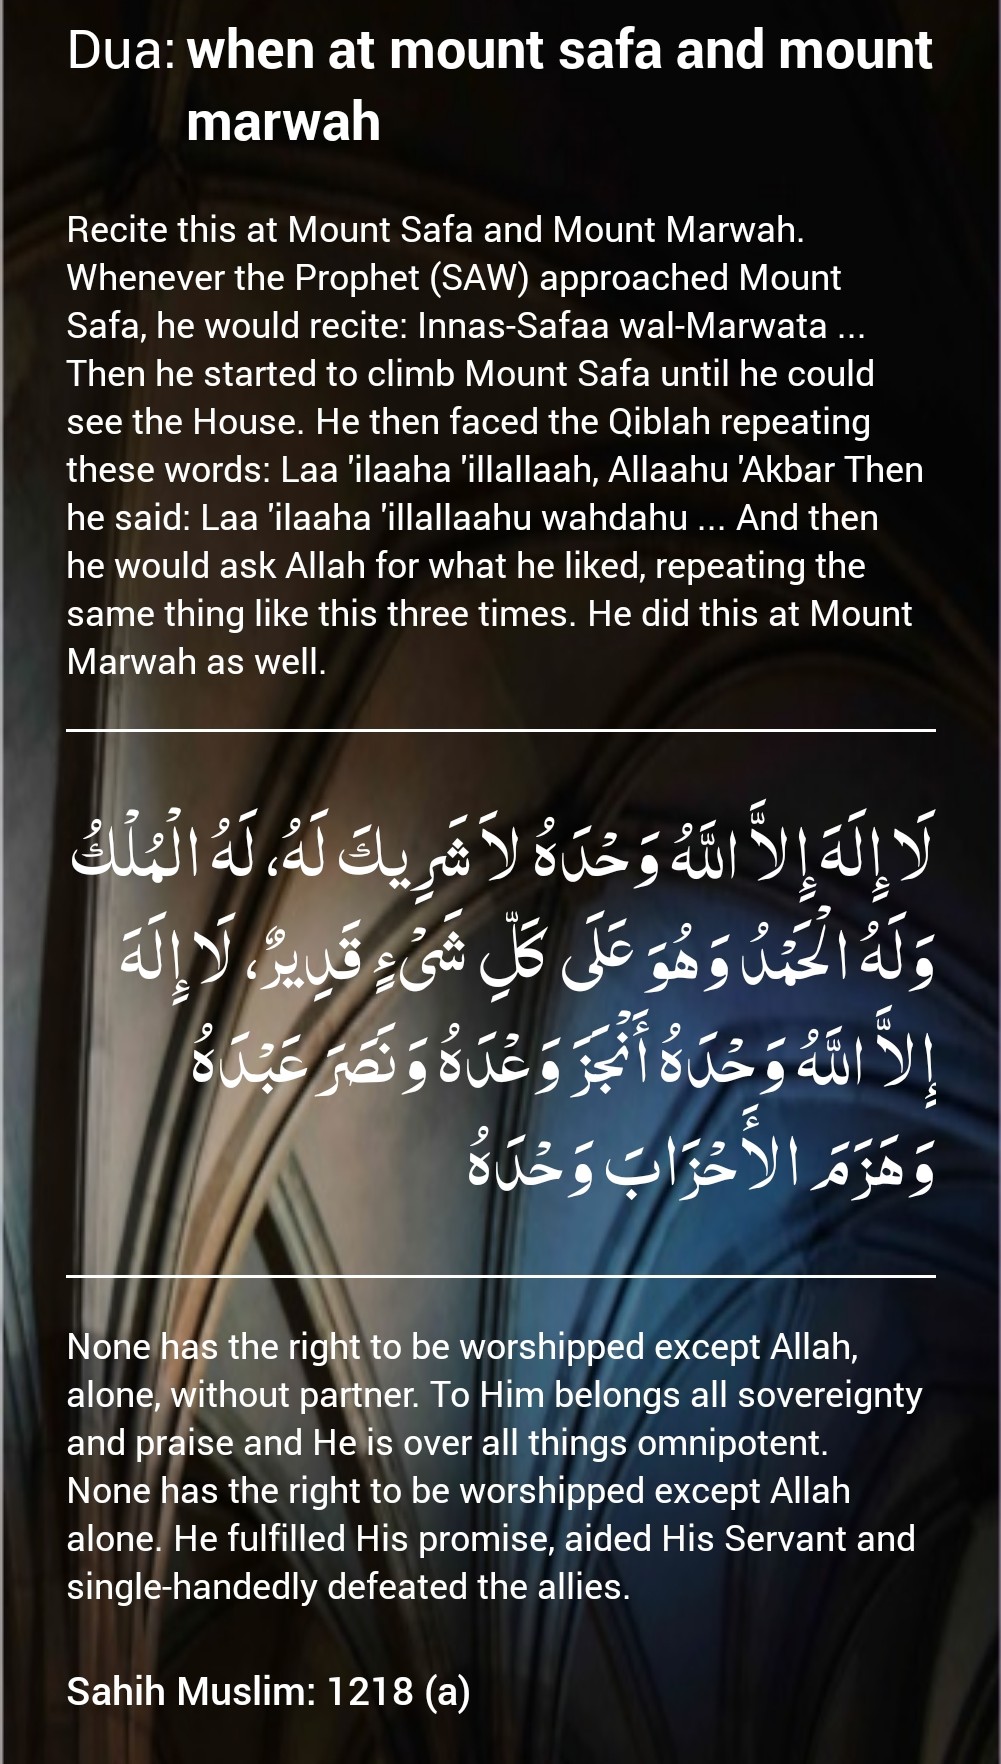 Dua: when at mount safa and mount
marwah
Recite this at Mount Safa and Mount Marwah.
Whenever the Prophet (SAW) approached Mount
Safa, he would recite: Innas-Safaa wal-Marwata ...
Then he started to climb Mount Safa until he could
see the House. He then faced the Qiblah repeating
these words: Laa 'ilaaha 'illallaah, Allaahu 'Akbar Then
he said: Laa 'ilaaha 'illallaahu wahdahu ... And then
he would ask Allah for what he liked, repeating the
same thing like this three times. He did this at Mount
Marwah as well.
لَا إِلَهَ إِلاَّ اللَّهُ وَحْدَهُ لاَ شَرِيكَ لَهُ، لَهُ الْمُلْكُ
وَلَهُ الْحَمْدُ وَهُوَ عَلَى كَلِّ شَىْءٍ قَدِيرٌ، لَا إِلَهَ
إِلاَّ اللَّهُ وَحْدَهُ أَنْجَزَ وَعْدَهُ وَنَصَرَ عَبْدَهُ
وَهَزَمَ الأَحْزَابَ وَحْدَهُ
None has the right to be worshipped except Allah,
alone, without partner. To Him belongs all sovereignty
and praise and He is over all things omnipotent.
None has the right to be worshipped except Allah
alone. He fulfilled His promise, aided His Servant and
single-handedly defeated the allies.
Sahih Muslim: 1218 (a)